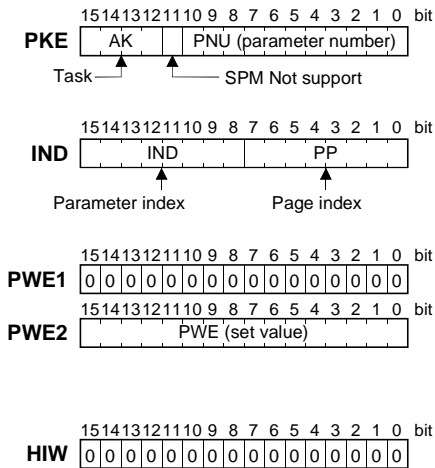 15 14 13 12 11 10 9 8 7 6 5 4 3 2 1 0 bit
PKE AK PNU (parameter number)
Task SPM Not support
15 14 13 12 11 10 9 8 7 6 5 4 3 2 1 0 bit
IND IND PP
Parameter index Page index
15 14 13 12 11 10 9 8 7 6 5 4 3 2 1 0 bit
PWE1 0 0 0 0 0 0 0 0 0 0 0 0 0 0 0 0
15 14 13 12 11 10 9 8 7 6 5 4 3 2 1 0 bit
PWE2 PWE (set value)
15 14 13 12 11 10 9 8 7 6 5 4 3 2 1 0 bit
HIW 0 0 0 0 0 0 0 0 0 0 0 0 0 0 0 0